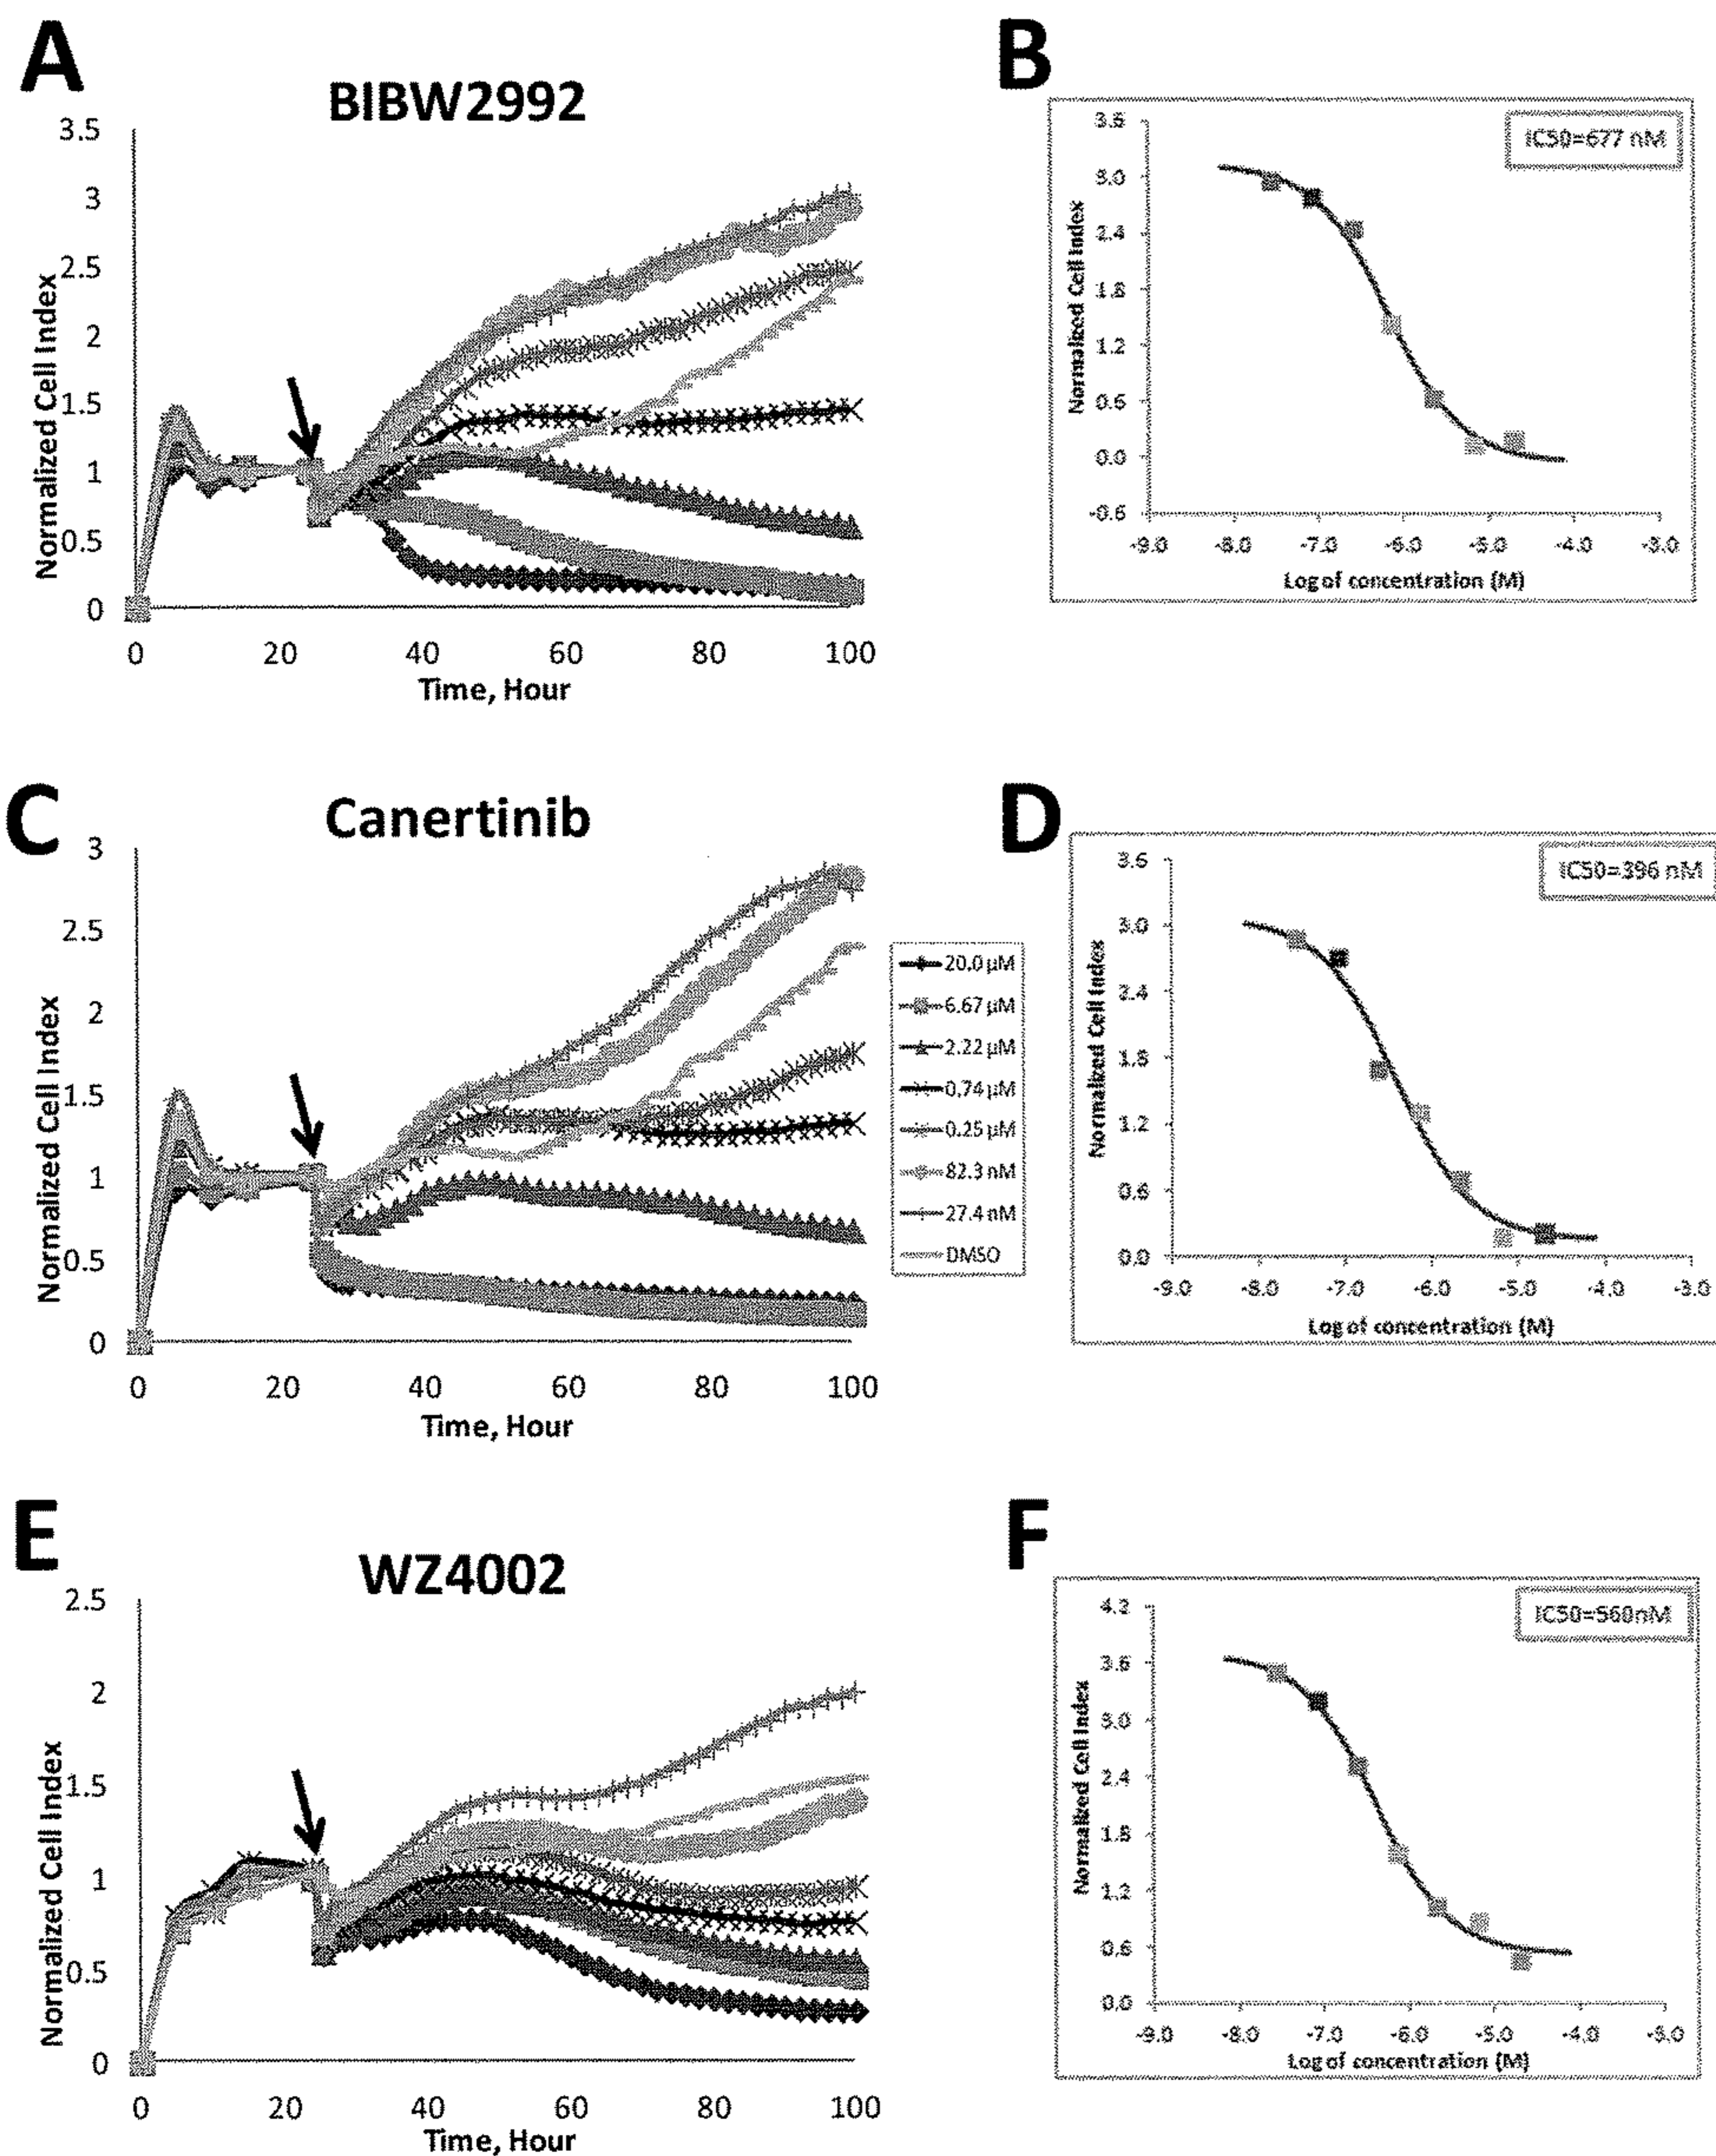 A
BIBW2992
3.5
3
2.5
2
1.5
1
0.5
0
Normalized Cell Index
0 20 40 60 80 100
Time, Hour
B
IC50=677 nM
3.6
3.0
2.4
1.8
1.2
0.6
0.0
-0.6
Normalized Cell Index
-9.0 -8.0 -7.0 -6.0 -5.0 -4.0 -3.0
Log of concentration (M)
C
Canertinib
3
2.5
2
1.5
1
0.5
0
Normalized Cell Index
0 20 40 60 80 100
Time, Hour
20.0 µM
6.67 µM
2.22 µM
0.74 µM
0.25 µM
82.3 nM
27.4 nM
DMSO
D
IC50=396 nM
3.6
3.0
2.4
1.8
1.2
0.6
0.0
Normalized Cell Index
-9.0 -8.0 -7.0 -6.0 -5.0 -4.0 -3.0
Log of concentration (M)
E
WZ4002
2.5
2
1.5
1
0.5
0
Normalized Cell Index
0 20 40 60 80 100
Time, Hour
F
IC50=560nM
4.2
3.6
3.0
2.4
1.8
1.2
0.6
0.0
Normalized Cell Index
-9.0 -8.0 -7.0 -6.0 -5.0 -4.0 -3.0
Log of concentration (M)